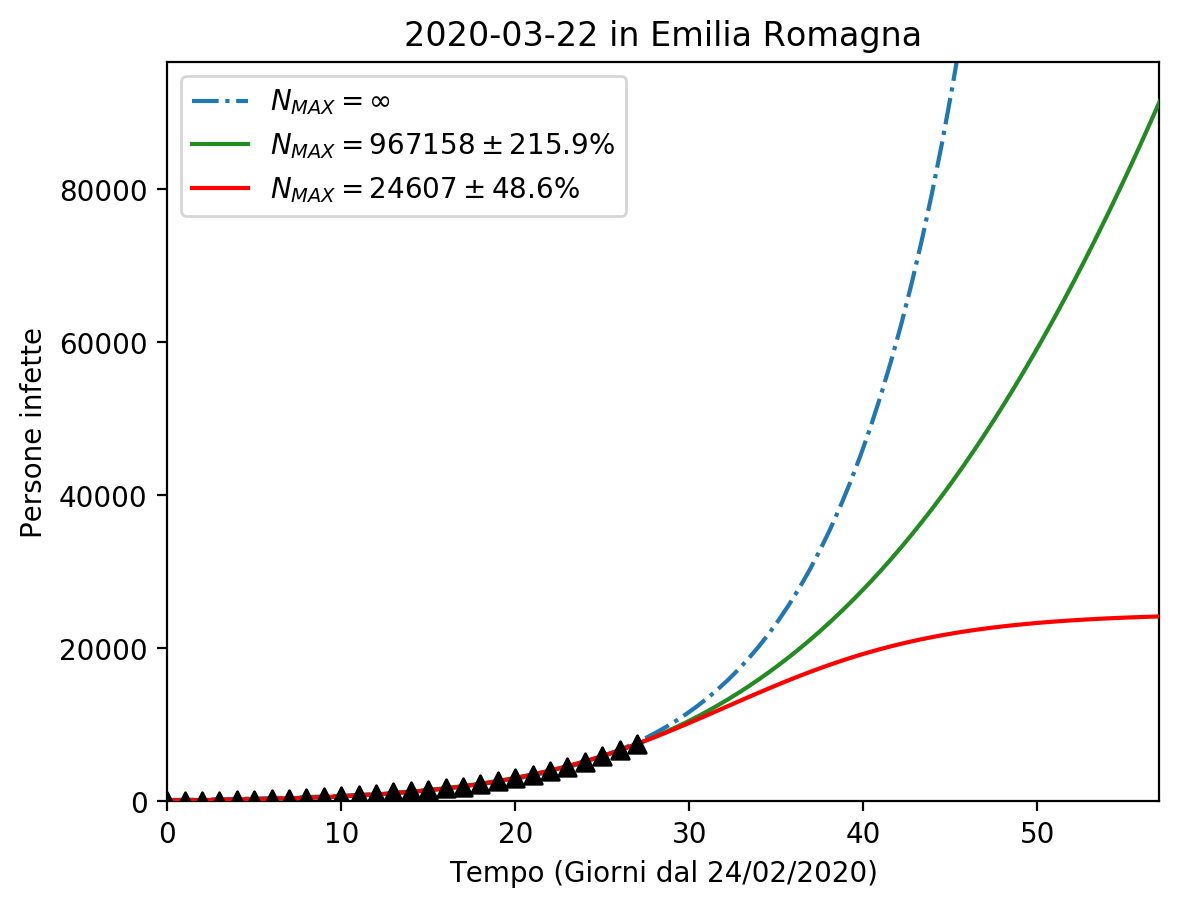 2020-03-22 in Emilia Romagna
N_MAX = ∞
N_MAX = 967158 ± 215.9%
N_MAX = 24607 ± 48.6%
80000
60000
40000
20000
0
Persone infette
0 10 20 30 40 50
Tempo (Giorni dal 24/02/2020)